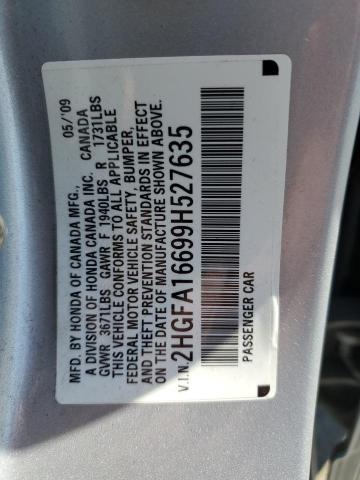 MFD. BY HONDA OF CANADA MFG., 05/'09
A DIVISION OF HONDA CANADA INC. CANADA
GVWR 3671LBS GAWR F 1940LBS R 1731LBS
THIS VEHICLE CONFORMS TO ALL APPLICABLE
FEDERAL MOTOR VEHICLE SAFETY, BUMPER,
AND THEFT PREVENTION STANDARDS IN EFFECT
ON THE DATE OF MANUFACTURE SHOWN ABOVE.
V.I.N. 2HGFA16699H527635
PASSENGER CAR